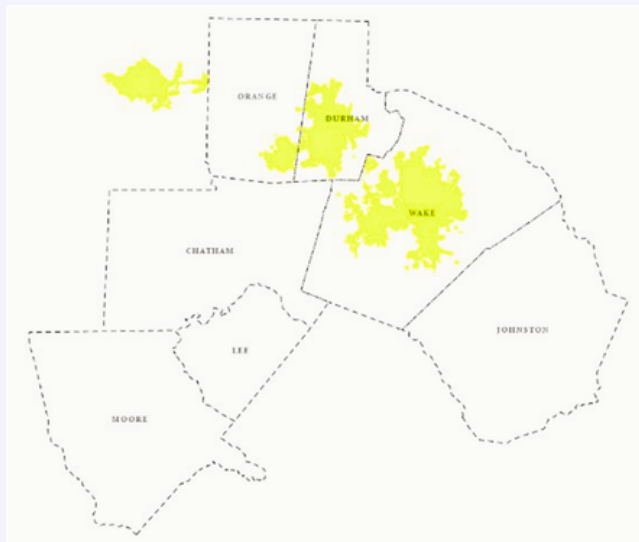 ORANGE
DURHAM
WAKE
CHATHAM
JOHNSTON
LEE
MOORE